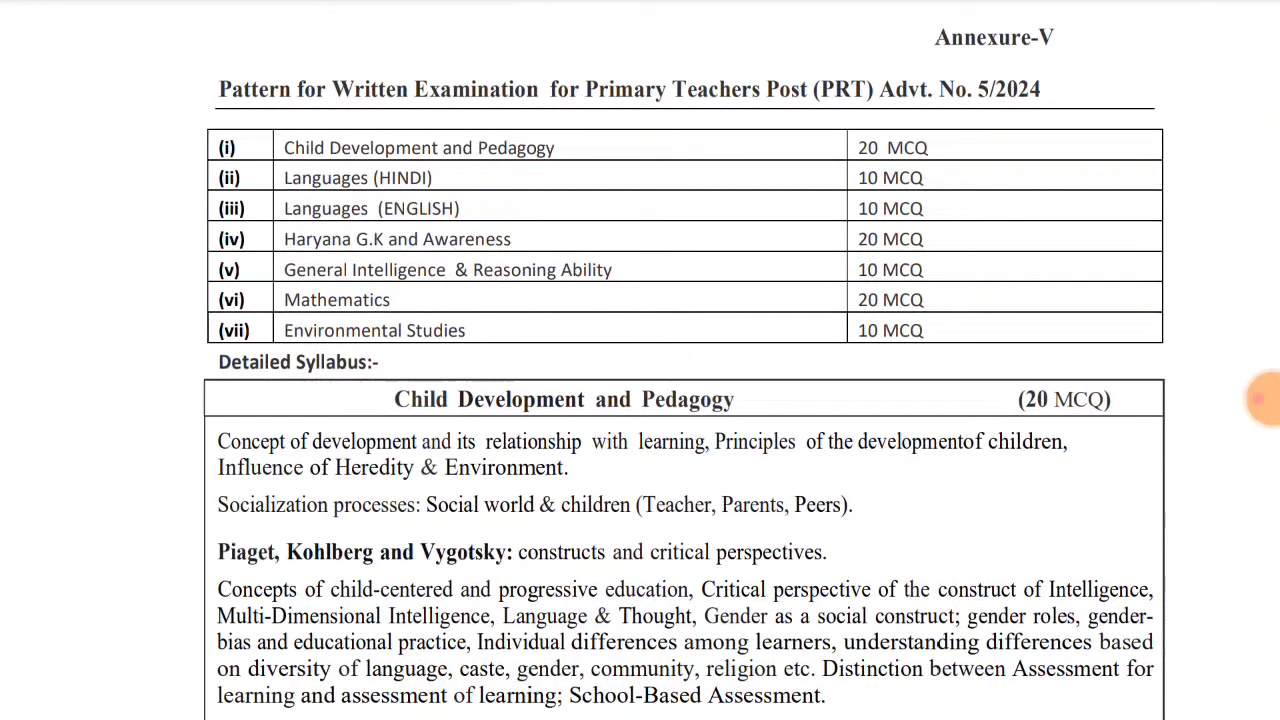 Annexure-V
Pattern for Written Examination for Primary Teachers Post (PRT) Advt. No. 5/2024
(i) Child Development and Pedagogy 20 MCQ
(ii) Languages (HINDI) 10 MCQ
(iii) Languages (ENGLISH) 10 MCQ
(iv) Haryana G.K and Awareness 20 MCQ
(v) General Intelligence & Reasoning Ability 10 MCQ
(vi) Mathematics 20 MCQ
(vii) Environmental Studies 10 MCQ
Detailed Syllabus:-
Child Development and Pedagogy (20 MCQ)
Concept of development and its relationship with learning, Principles of the developmentof children,
Influence of Heredity & Environment.
Socialization processes: Social world & children (Teacher, Parents, Peers).
Piaget, Kohlberg and Vygotsky: constructs and critical perspectives.
Concepts of child-centered and progressive education, Critical perspective of the construct of Intelligence,
Multi-Dimensional Intelligence, Language & Thought, Gender as a social construct; gender roles, gender-
bias and educational practice, Individual differences among learners, understanding differences based
on diversity of language, caste, gender, community, religion etc. Distinction between Assessment for
learning and assessment of learning; School-Based Assessment.